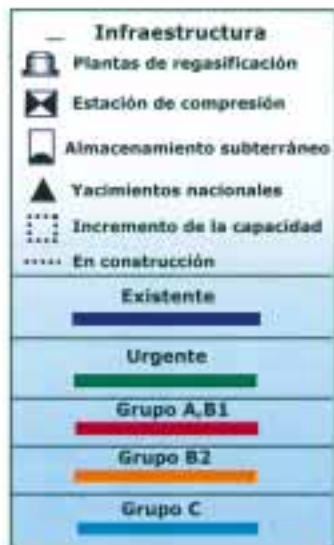 Infraestructura
Plantas de regasificación
Estación de compresión
Almacenamiento subterráneo
Yacimientos nacionales
Incremento de la capacidad
En construcción
Existente
Urgente
Grupo A,B1
Grupo B2
Grupo C